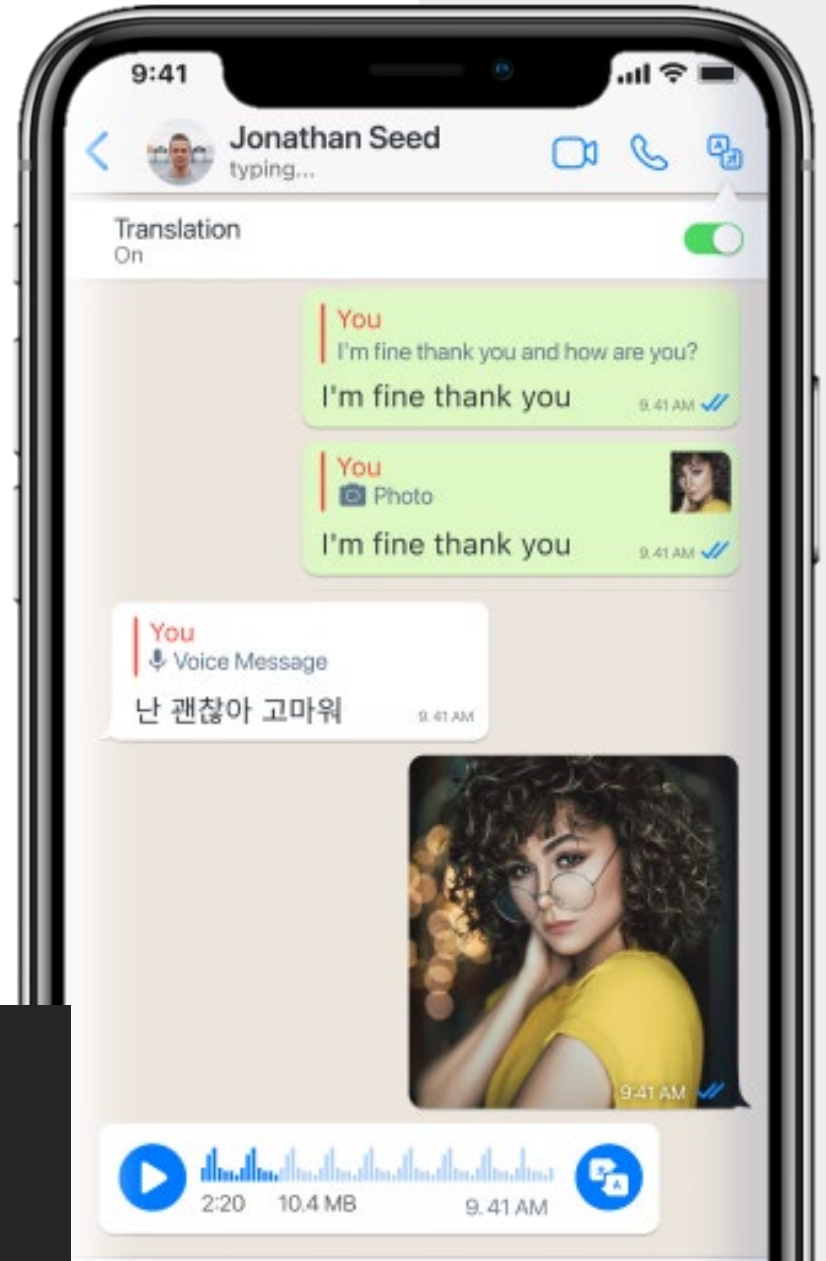 9:41
Jonathan Seed
typing...
Translation
On
You
I'm fine thank you and how are you?
I'm fine thank you
9.41 AM
You
Photo
I'm fine thank you
9.41 AM
You
Voice Message
난 괜찮아 고마워
9.41 AM
9:41 AM
2:20 10.4 MB 9.41 AM